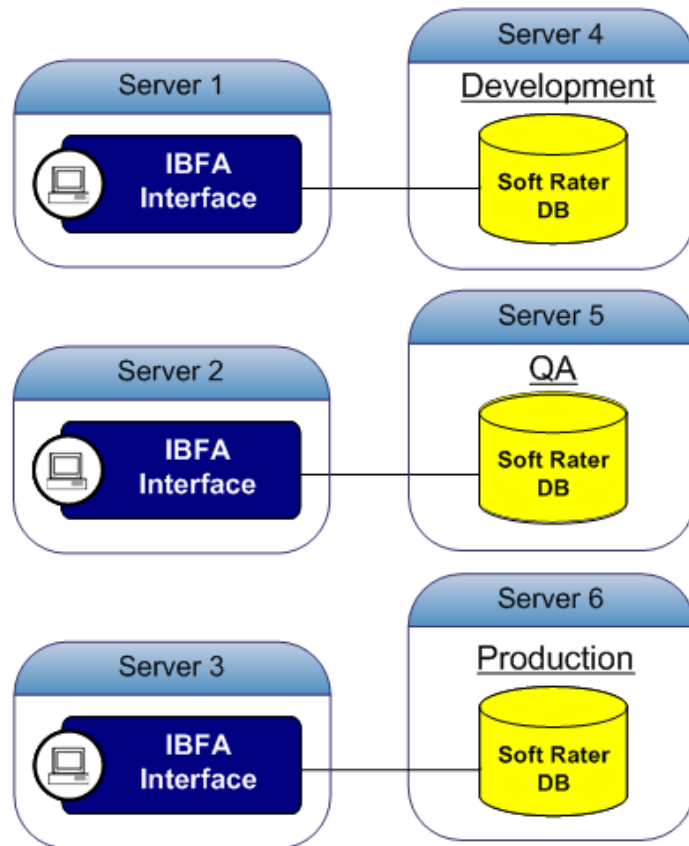 Server 1
IBFA
Interface
Server 4
Development
Soft Rater
DB
Server 2
IBFA
Interface
Server 5
QA
Soft Rater
DB
Server 3
IBFA
Interface
Server 6
Production
Soft Rater
DB